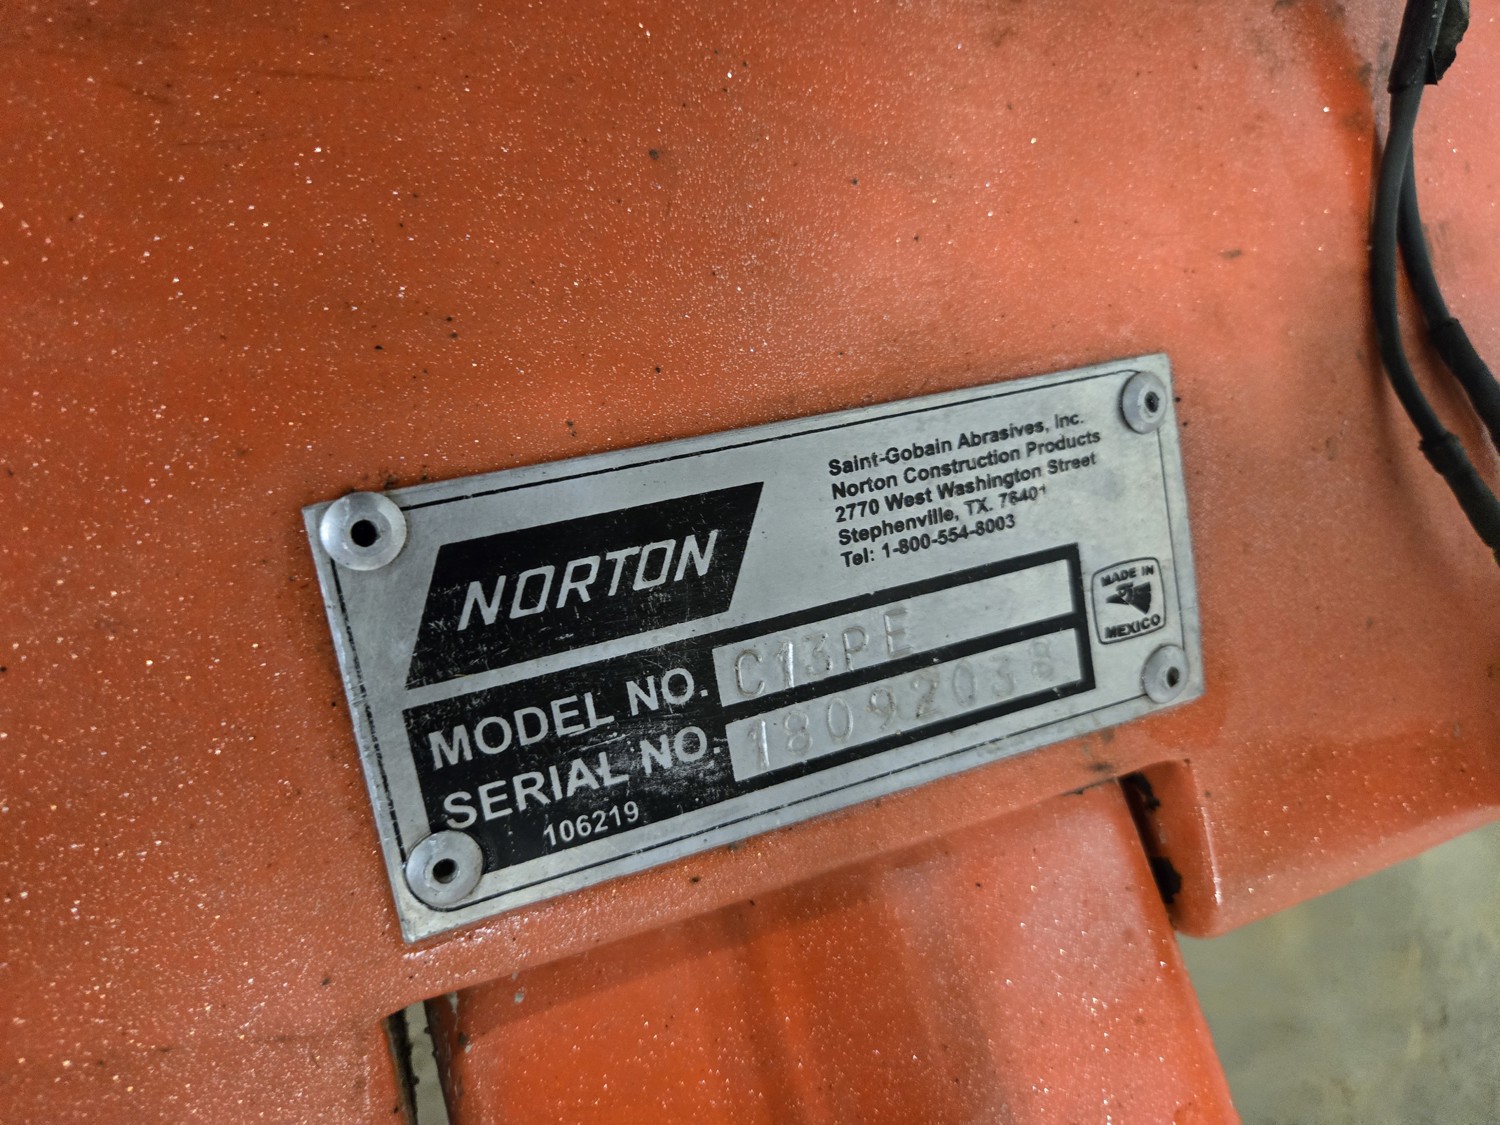 NORTON
Saint-Gobain Abrasives, Inc.
Norton Construction Products
2770 West Washington Street
Stephenville, TX. 76401
Tel: 1-800-554-8003
MODEL NO. C13PE
SERIAL NO. 18092038
106219
MADE IN
MEXICO